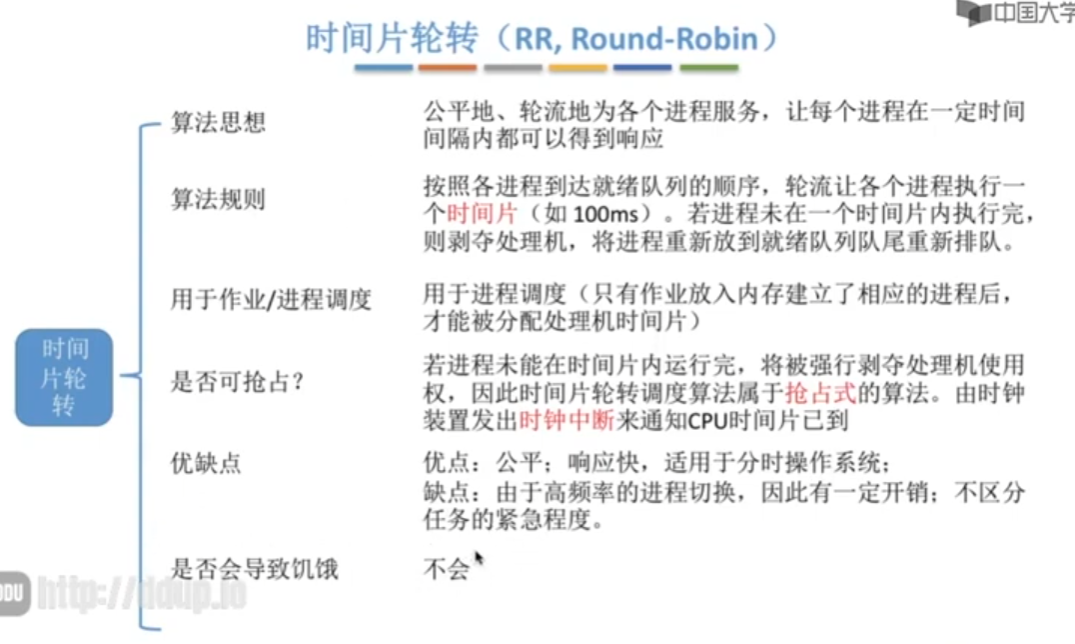 中国大学
时间片轮转（RR, Round-Robin）
算法思想
公平地、轮流地为各个进程服务，让每个进程在一定时间
间隔内都可以得到响应
算法规则
按照各进程到达就绪队列的顺序，轮流让各个进程执行一
个时间片（如 100ms）。若进程未在一个时间片内执行完，
则剥夺处理机，将进程重新放到就绪队列队尾重新排队。
用于作业/进程调度
用于进程调度（只有作业放入内存建立了相应的进程后，
才能被分配处理机时间片）
时间
片轮
转
是否可抢占？
若进程未能在时间片内运行完，将被强行剥夺处理机使用
权，因此时间片轮转调度算法属于抢占式的算法。由时钟
装置发出时钟中断来通知CPU时间片已到
优缺点
优点：公平；响应快，适用于分时操作系统；
缺点：由于高频率的进程切换，因此有一定开销；不区分
任务的紧急程度。
是否会导致饥饿
不会
DDU http://ddup.io